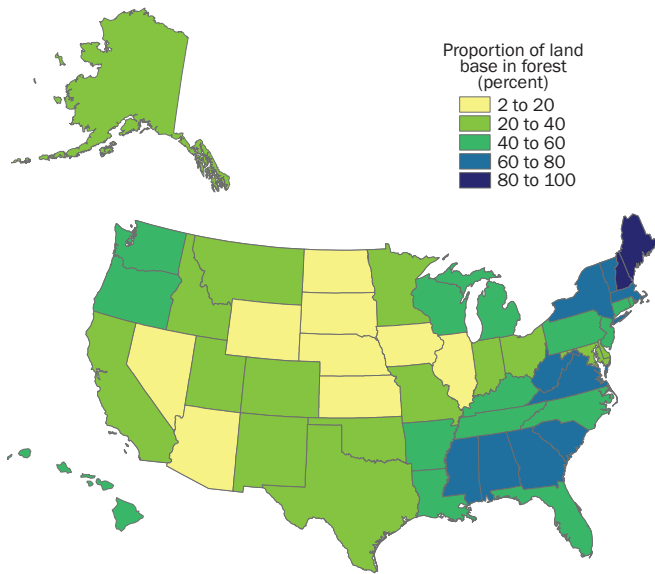 Proportion of land
base in forest
(percent)
2 to 20
20 to 40
40 to 60
60 to 80
80 to 100